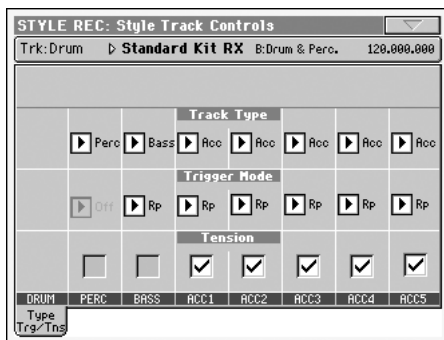 STYLE REC: Style Track Controls
Trk:Drum Standard Kit RX B:Drum & Perc. 120.000.000
Track Type
Perc Bass Acc Acc Acc Acc Acc
Trigger Mode
Off Rp Rp Rp Rp Rp Rp
Tension
DRUM PERC BASS ACC1 ACC2 ACC3 ACC4 ACC5
Type
Trg/Tns